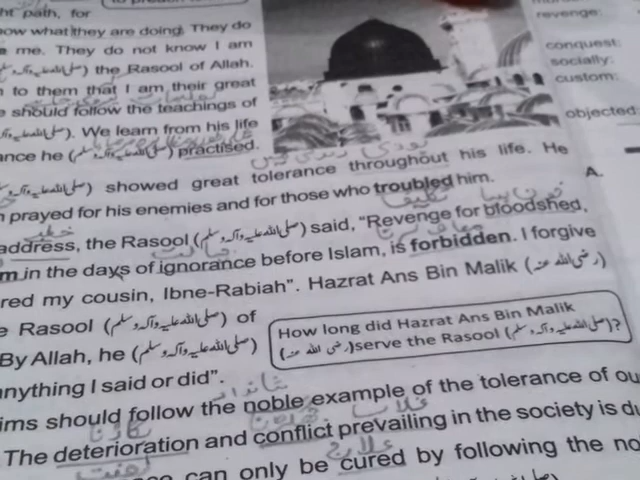 ht path, for
now what they are doing. They do
e me. They do not know I am
(صلی اللہ علیہ وآلہ وسلم) the Rasool of Allah.
n to them that I am their great
e should follow the teachings of
(صلی اللہ علیہ وآلہ وسلم). We learn from his life
ance he (صلی اللہ علیہ وآلہ وسلم) practised.
(صلی اللہ علیہ وآلہ وسلم) showed great tolerance throughout his life. He
n prayed for his enemies and for those who troubled him.
address, the Rasool (صلی اللہ علیہ وآلہ وسلم) said, “Revenge for bloodshed,
m in the days of ignorance before Islam, is forbidden. I forgive
red my cousin, Ibne-Rabiah”. Hazrat Ans Bin Malik (رضی اللہ عنہ)
e Rasool (صلی اللہ علیہ وآلہ وسلم) of
By Allah, he (صلی اللہ علیہ وآلہ وسلم)
anything I said or did”.
How long did Hazrat Ans Bin Malik
(رضی اللہ عنہ) serve the Rasool (صلی اللہ علیہ وآلہ وسلم)?
شاندار
ims should follow the noble example of the tolerance of ou
The deterioration and conflict prevailing in the society is du
علاج
can only be cured by following the no
revenge:
conquest:
socially:
custom:
objected:
A.